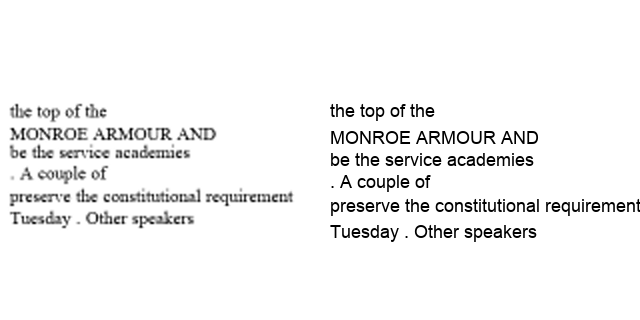 the top of the
MONROE ARMOUR AND
be the service academies
. A couple of
preserve the constitutional requirement
Tuesday . Other speakers
the top of the
MONROE ARMOUR AND
be the service academies
. A couple of
preserve the constitutional requirement
Tuesday . Other speakers